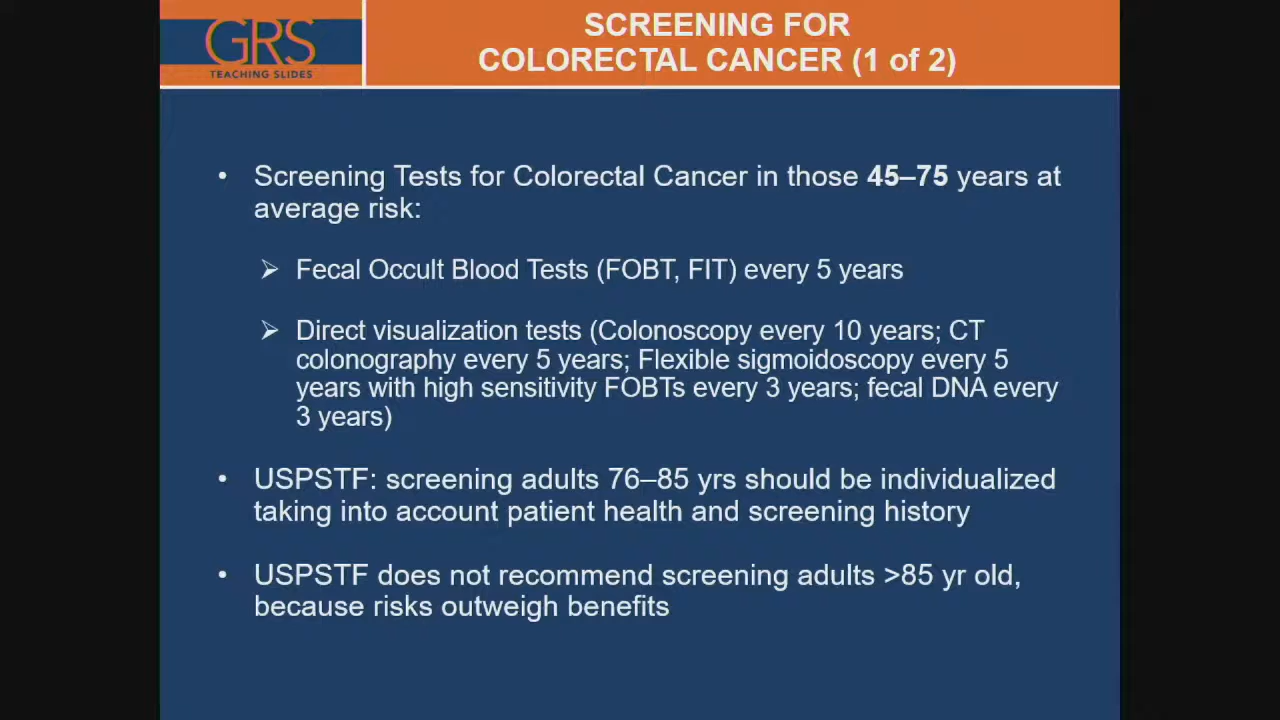 GRS
TEACHING SLIDES
SCREENING FOR
COLORECTAL CANCER (1 of 2)
• Screening Tests for Colorectal Cancer in those 45–75 years at
average risk:
➢ Fecal Occult Blood Tests (FOBT, FIT) every 5 years
➢ Direct visualization tests (Colonoscopy every 10 years; CT
colonography every 5 years; Flexible sigmoidoscopy every 5
years with high sensitivity FOBTs every 3 years; fecal DNA every
3 years)
• USPSTF: screening adults 76–85 yrs should be individualized
taking into account patient health and screening history
• USPSTF does not recommend screening adults >85 yr old,
because risks outweigh benefits